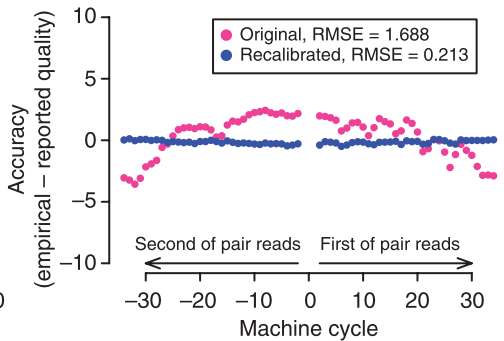 10
Original, RMSE = 1.688
Recalibrated, RMSE = 0.213
5
0
−5
−10
Accuracy
(empirical – reported quality)
Second of pair reads
First of pair reads
0
−30 −20 −10 0 10 20 30
Machine cycle